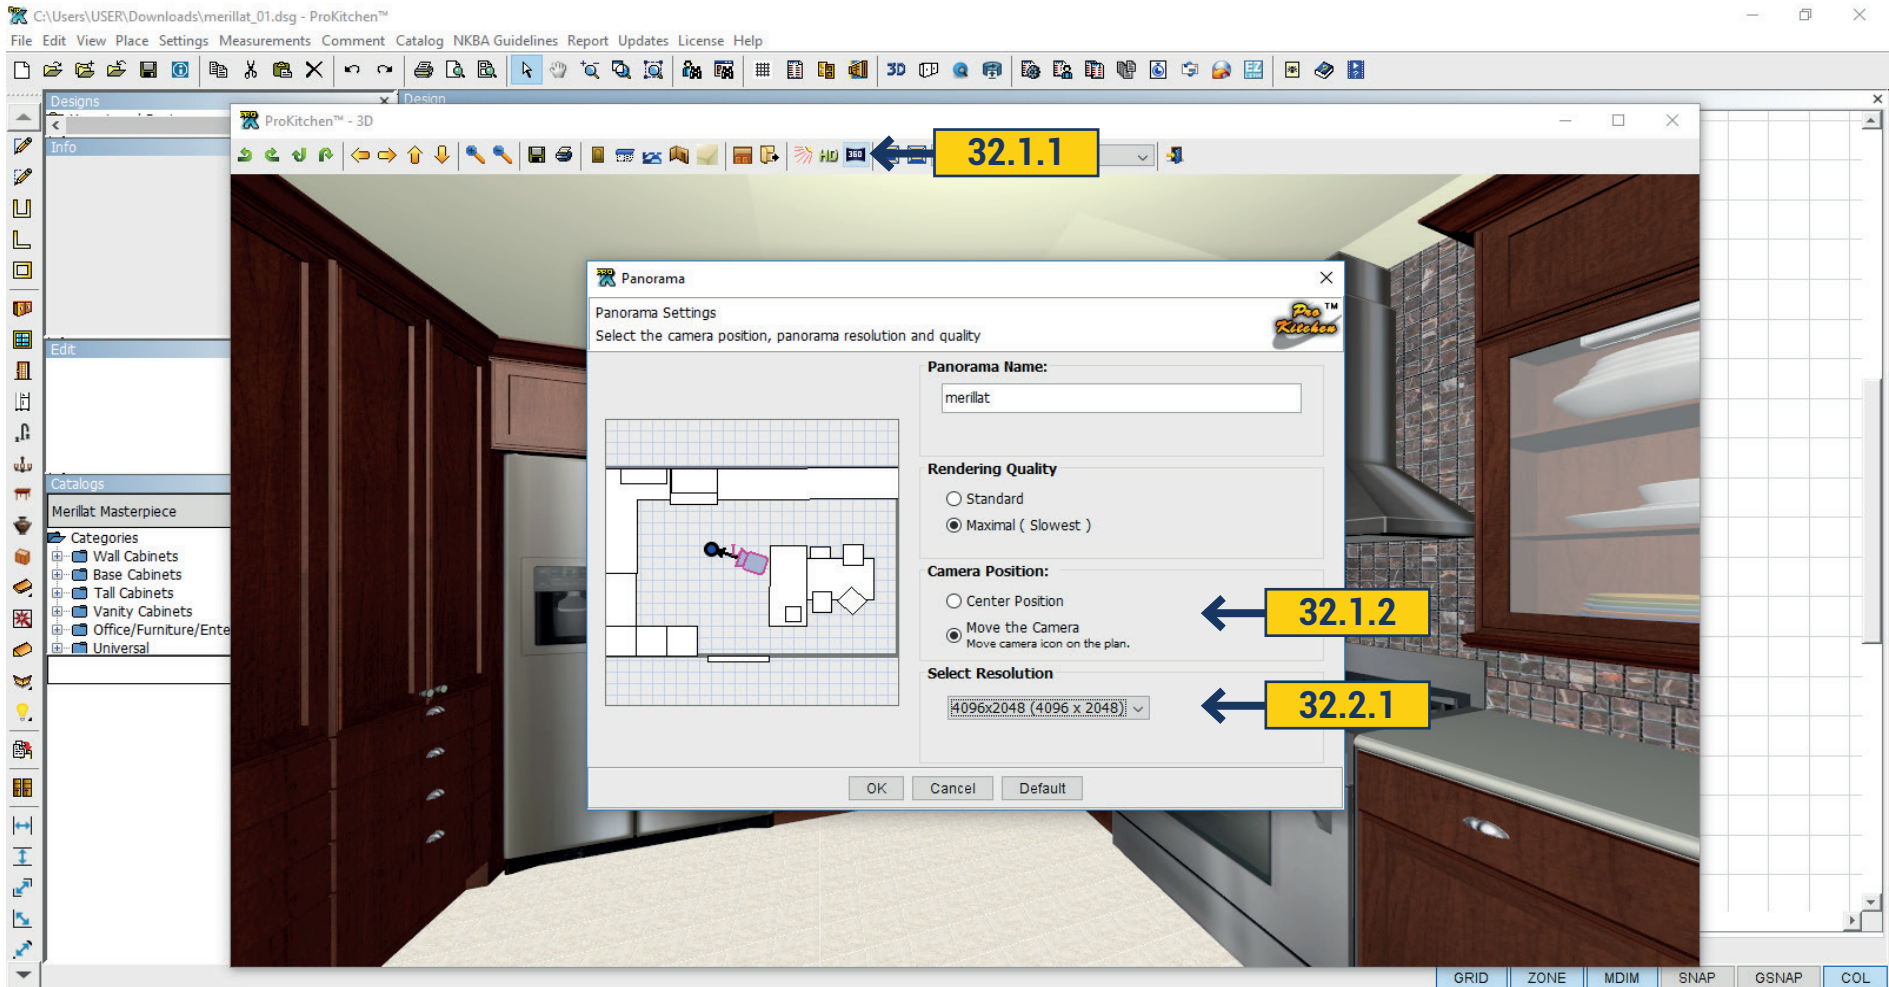 C:\Users\USER\Downloads\merillat_01.dsg - ProKitchen™
File Edit View Place Settings Measurements Comment Catalog NKBA Guidelines Report Updates License Help
3D
EZ
Designs
Design
ProKitchen™ - 3D
Info
HD 360
32.1.1
Panorama
Panorama Settings
Select the camera position, panorama resolution and quality
Pro Kitchen ™
Edit
Panorama Name:
merillat
Rendering Quality
Standard
Maximal ( Slowest )
Catalogs
Merillat Masterpiece
Categories
Wall Cabinets
Base Cabinets
Tall Cabinets
Vanity Cabinets
Office/Furniture/Ente
Universal
Camera Position:
Center Position
Move the Camera
Move camera icon on the plan.
32.1.2
Select Resolution
4096x2048 (4096 x 2048)
32.2.1
OK Cancel Default
GRID ZONE MDIM SNAP GSNAP COL